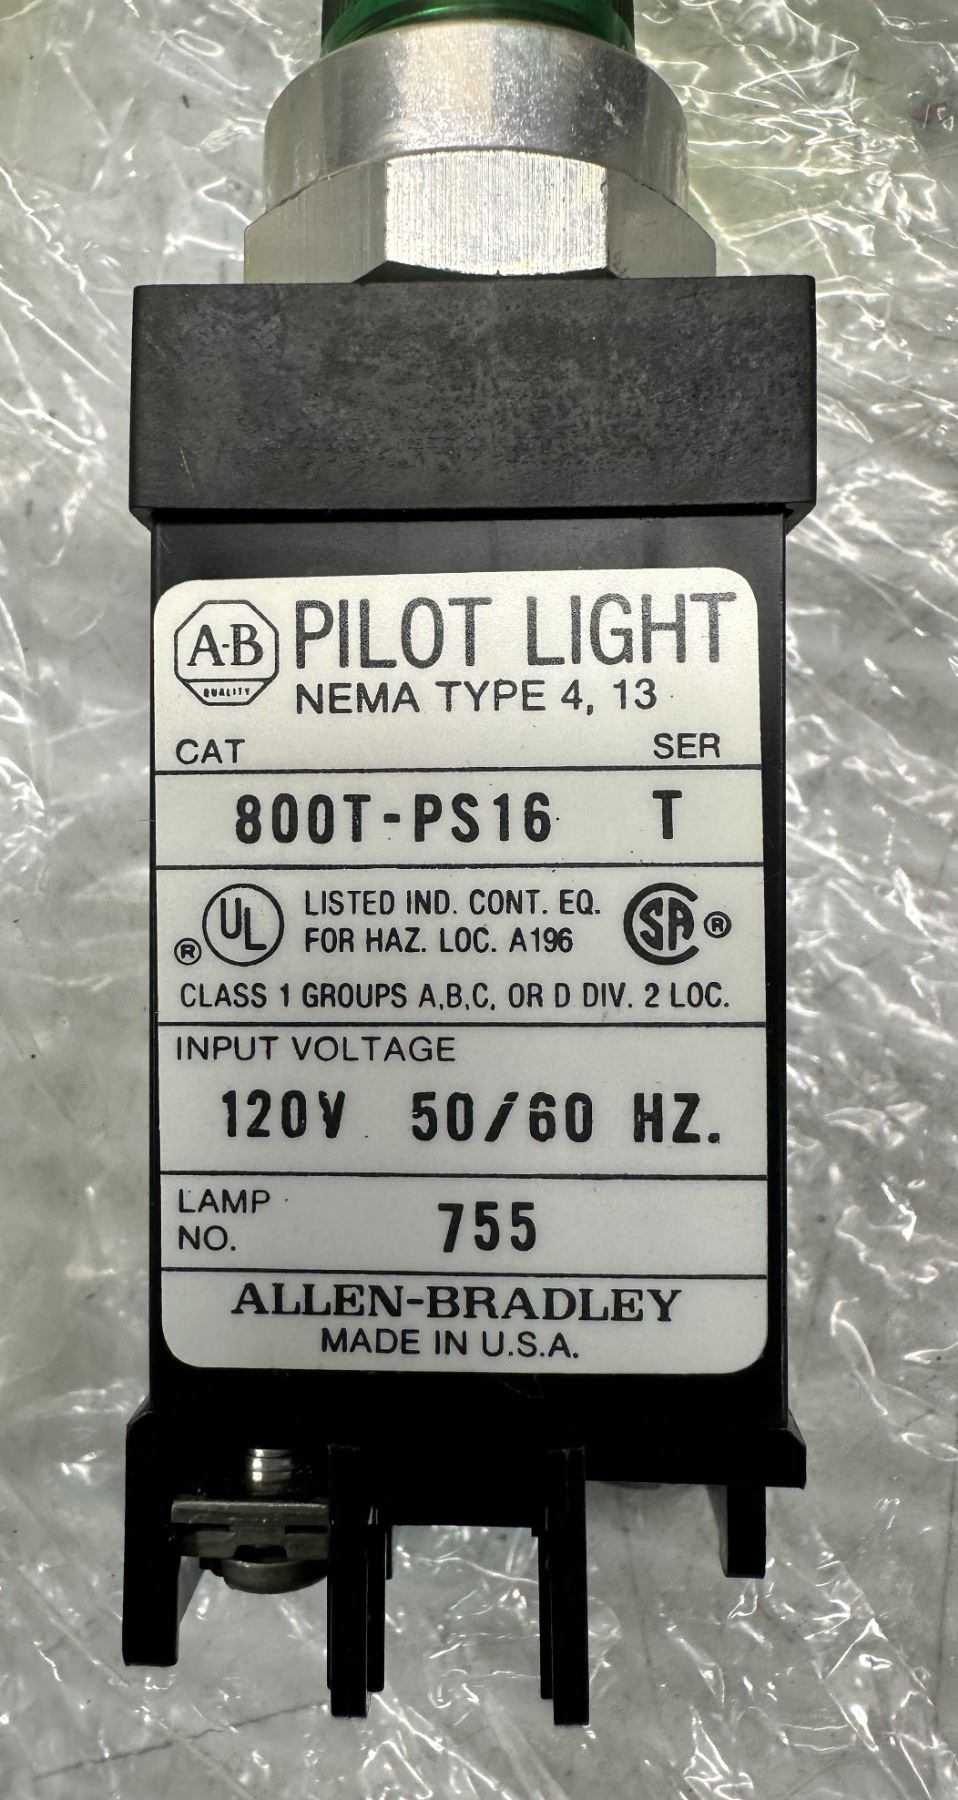 A-B
QUALITY
PILOT LIGHT
NEMA TYPE 4, 13
CAT SER
800T-PS16 T
® UL LISTED IND. CONT. EQ.
FOR HAZ. LOC. A196 SA ®
CLASS 1 GROUPS A,B,C, OR D DIV. 2 LOC.
INPUT VOLTAGE
120V 50/60 HZ.
LAMP
NO. 755
ALLEN-BRADLEY
MADE IN U.S.A.